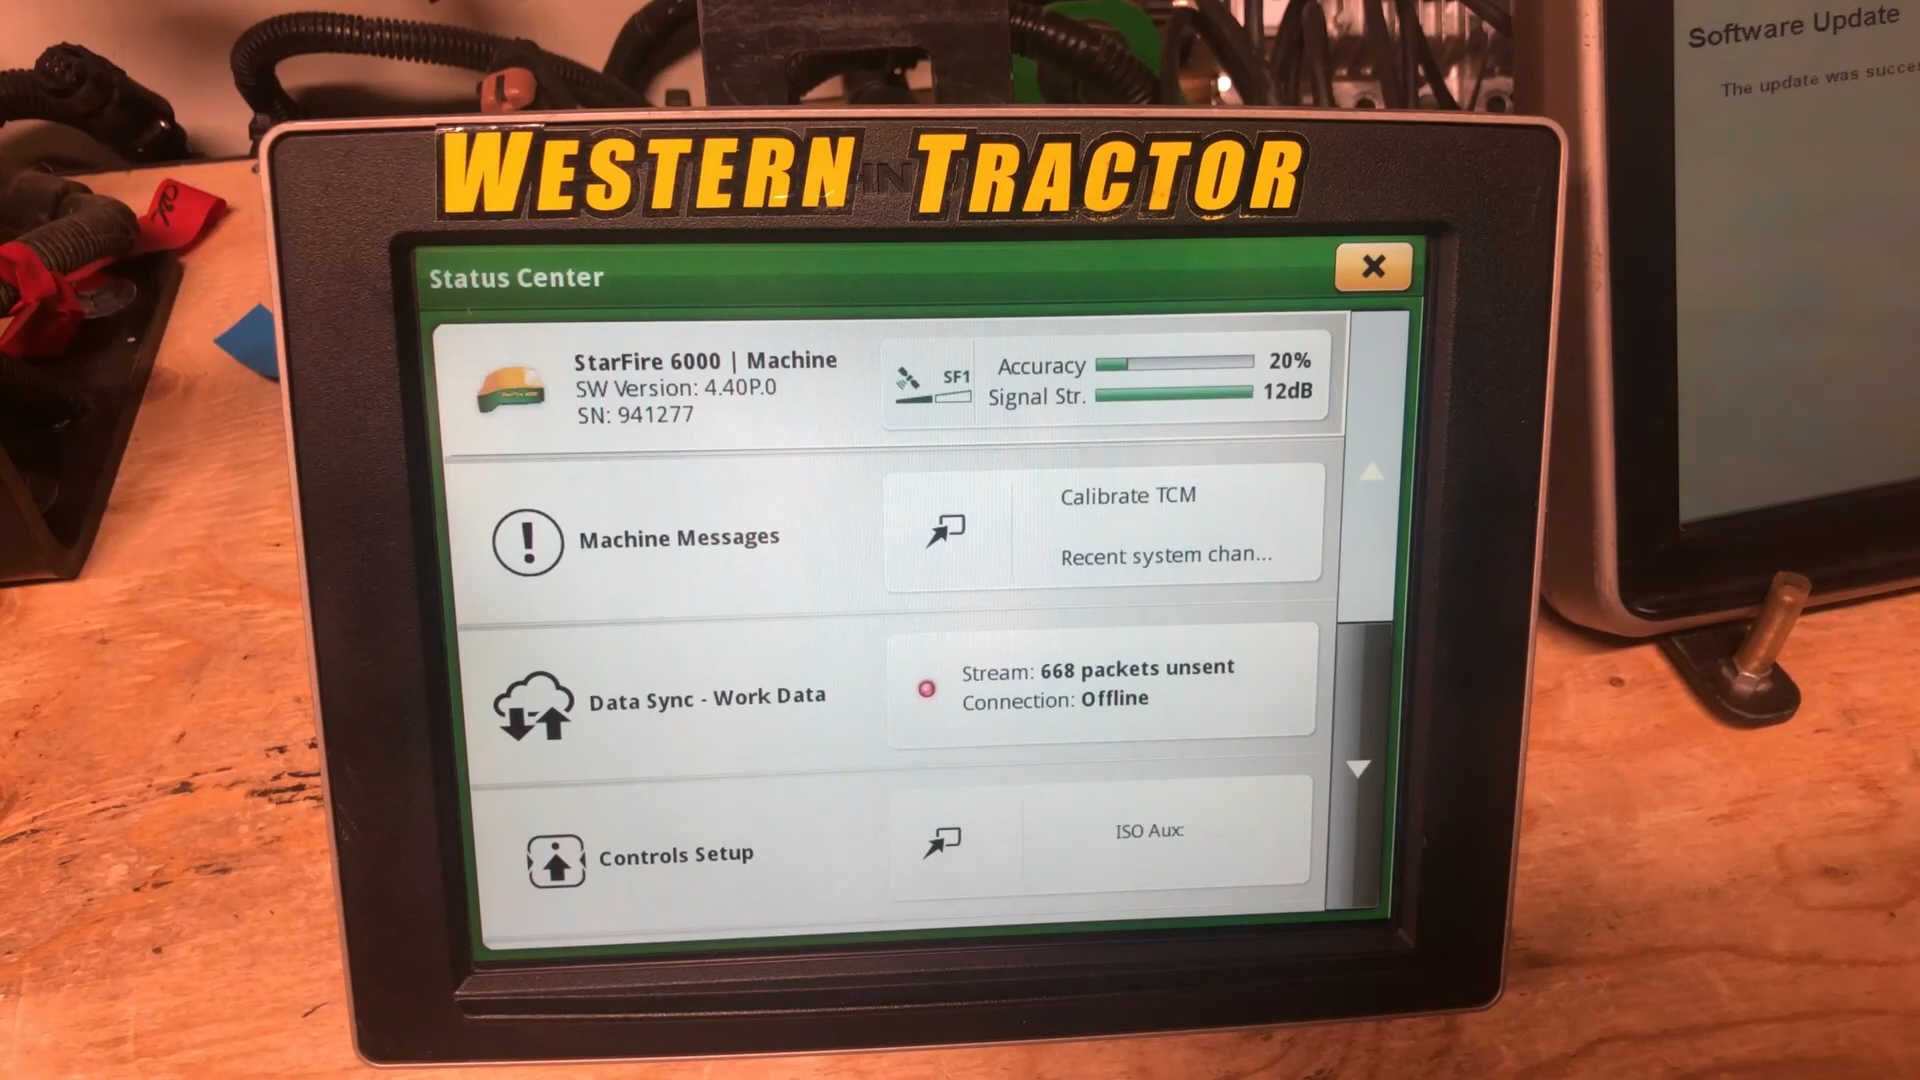 WESTERN TRACTOR
Status Center
StarFire 6000 | Machine
SW Version: 4.40P.0
SN: 941277
SF1
Accuracy 20%
Signal Str. 12dB
Machine Messages
Calibrate TCM
Recent system chan...
Data Sync - Work Data
Stream: 668 packets unsent
Connection: Offline
Controls Setup
ISO Aux:
Software Update
The update was